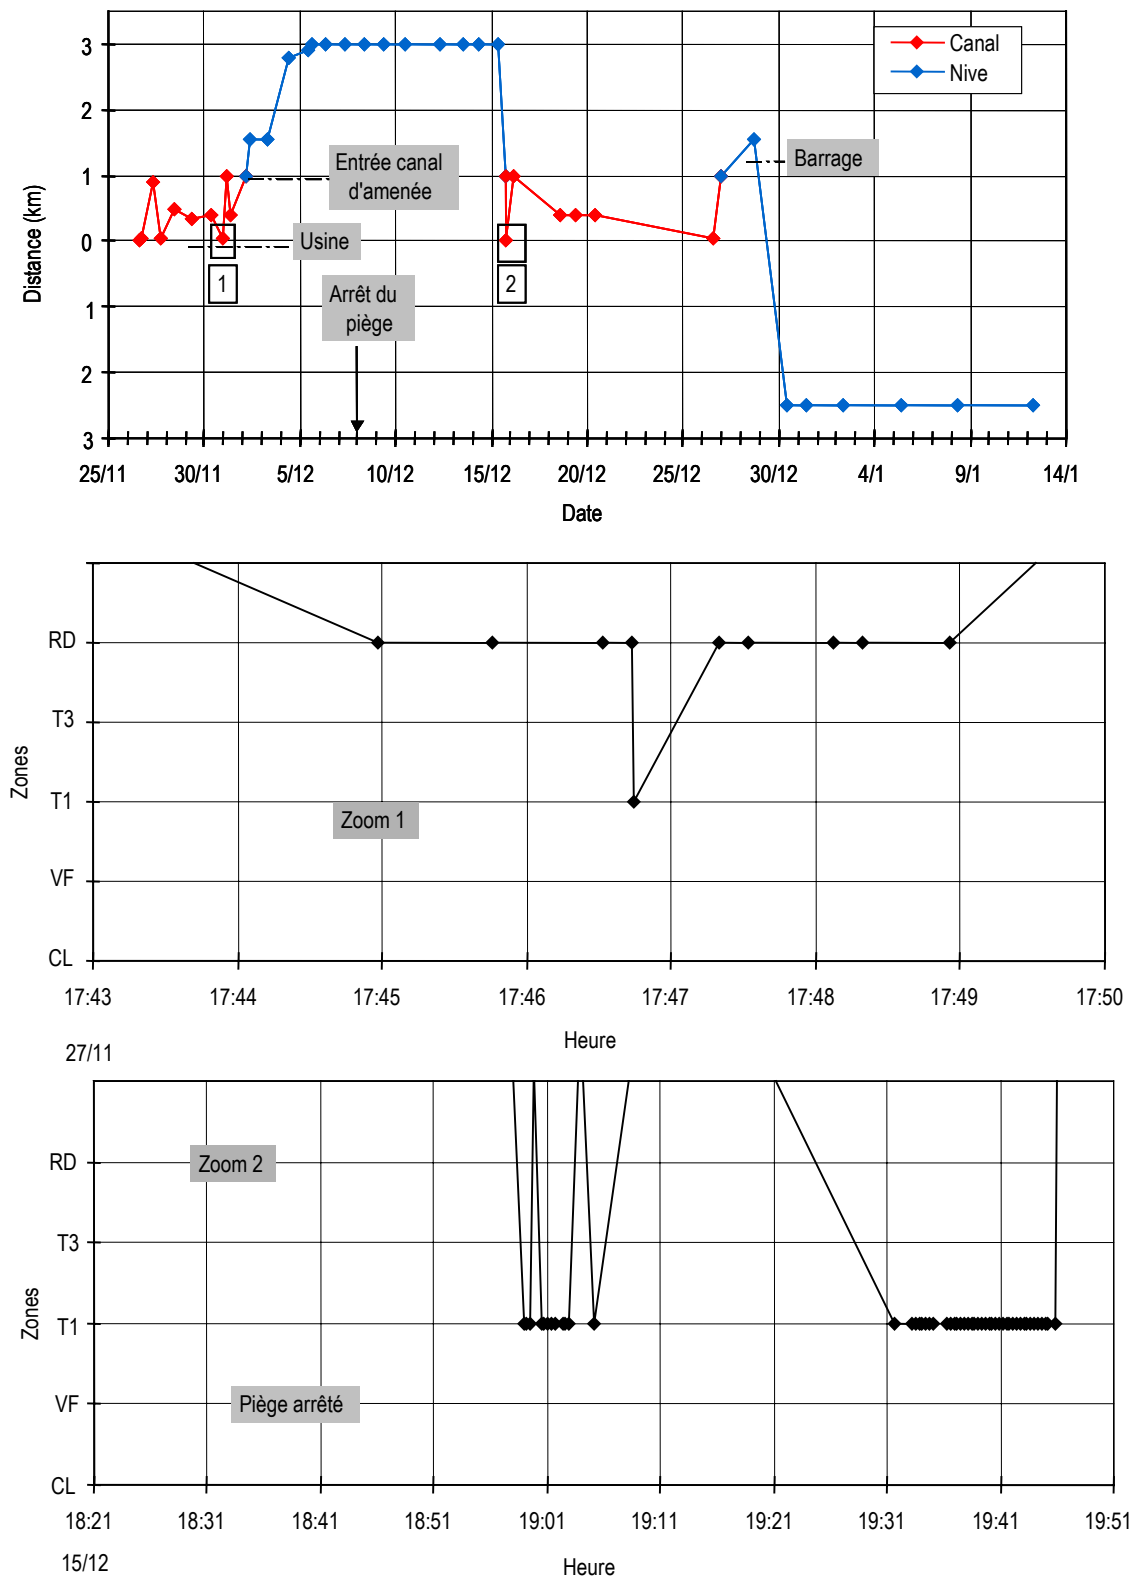 3
Canal
Nive
2
Entrée canal
d'amenée
Barrage
1
Usine
0
1
2
Arrêt du
piège
Distance (km)
1
2
3
25/11
30/11
5/12
10/12
15/12
20/12
25/12
30/12
4/1
9/1
14/1
Date
RD
T3
T1
VF
CL
Zones
Zoom 1
17:43
17:44
17:45
17:46
17:47
17:48
17:49
17:50
Heure
27/11
RD
T3
T1
VF
CL
Zones
Zoom 2
Piège arrêté
18:21
18:31
18:41
18:51
19:01
19:11
19:21
19:31
19:41
19:51
15/12
Heure